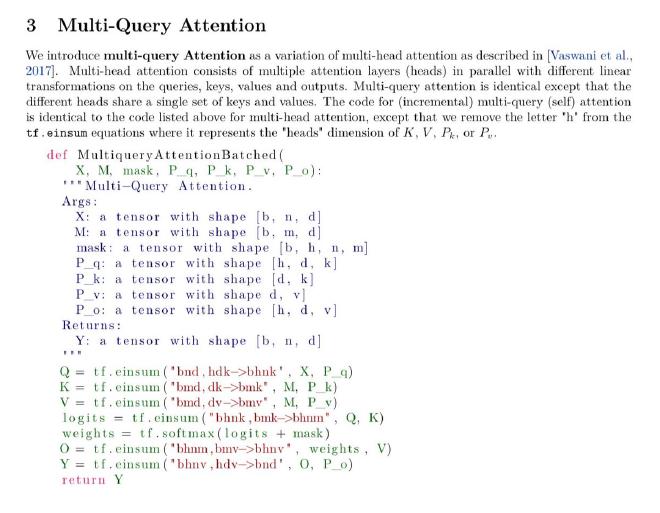 3 Multi-Query Attention
We introduce multi-query Attention as a variation of multi-head attention as described in [Vaswani et al.,
2017]. Multi-head attention consists of multiple attention layers (heads) in parallel with different linear
transformations on the queries, keys, values and outputs. Multi-query attention is identical except that the
different heads share a single set of keys and values. The code for (incremental) multi-query (self) attention
is identical to the code listed above for multi-head attention, except that we remove the letter "h" from the
tf.einsum equations where it represents the "heads" dimension of K, V, P_k, or P_v.
def MultiqueryAttentionBatched(
X, M, mask, P_q, P_k, P_v, P_o):
"""Multi-Query Attention.
Args:
X: a tensor with shape [b, n, d]
M: a tensor with shape [b, m, d]
mask: a tensor with shape [b, h, n, m]
P_q: a tensor with shape [h, d, k]
P_k: a tensor with shape [d, k]
P_v: a tensor with shape d, v]
P_o: a tensor with shape [h, d, v]
Returns:
Y: a tensor with shape [b, n, d]
"""
Q = tf.einsum("bnd,hdk->bhnk", X, P_q)
K = tf.einsum("bmd,dk->bmk", M, P_k)
V = tf.einsum("bmd,dv->bmv", M, P_v)
logits = tf.einsum("bhnk,bmk->bhnm", Q, K)
weights = tf.softmax(logits + mask)
O = tf.einsum("bhnm,bmv->bhnv", weights, V)
Y = tf.einsum("bhnv,hdv->bnd", O, P_o)
return Y